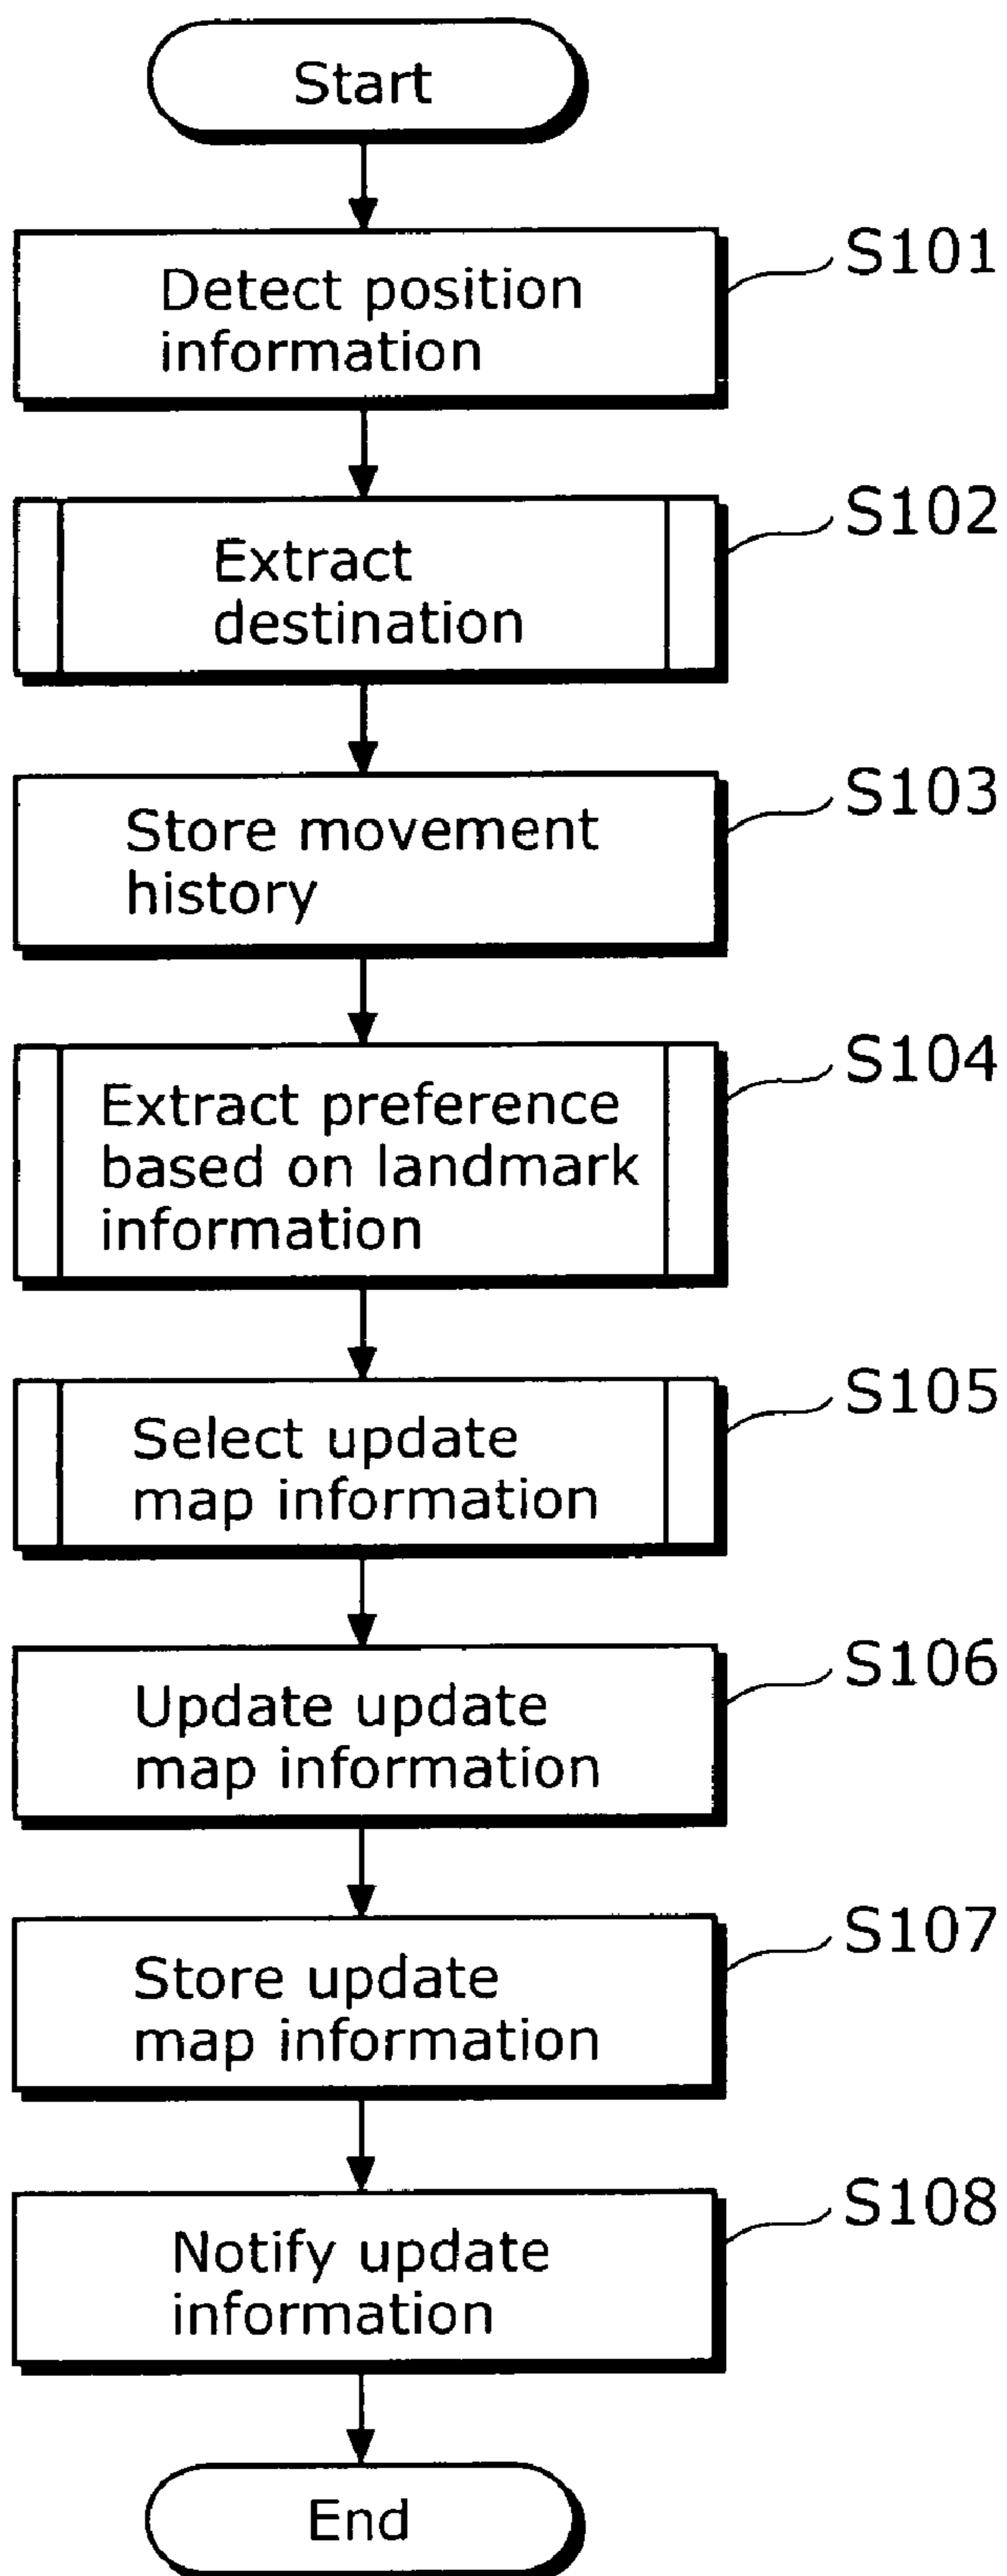 Start
S101
Detect position
information
S102
Extract
destination
S103
Store movement
history
S104
Extract preference
based on landmark
information
S105
Select update
map information
S106
Update update
map information
S107
Store update
map information
S108
Notify update
information
End